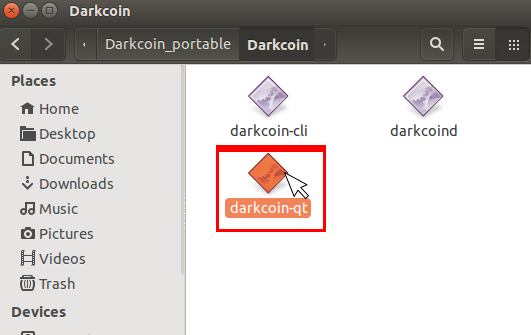 Darkcoin
Darkcoin_portable Darkcoin
Places
Home
Desktop
Documents
Downloads
Music
Pictures
Videos
Trash
Devices
darkcoin-cli darkcoind
darkcoin-qt